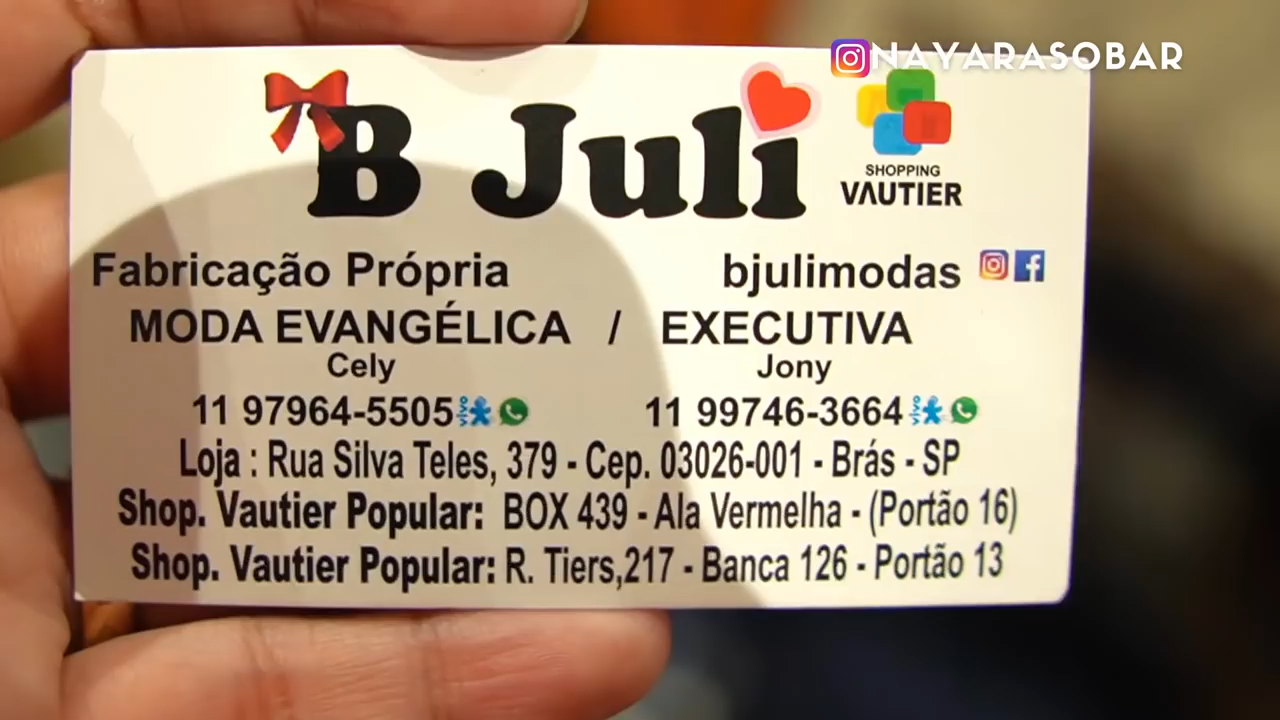 NAYARASOBAR
B Juli
SHOPPING
VAUTIER
Fabricação Própria bjulimodas
MODA EVANGÉLICA / EXECUTIVA
Cely Jony
11 97964-5505 11 99746-3664
Loja : Rua Silva Teles, 379 - Cep. 03026-001 - Brás - SP
Shop. Vautier Popular: BOX 439 - Ala Vermelha - (Portão 16)
Shop. Vautier Popular: R. Tiers,217 - Banca 126 - Portão 13